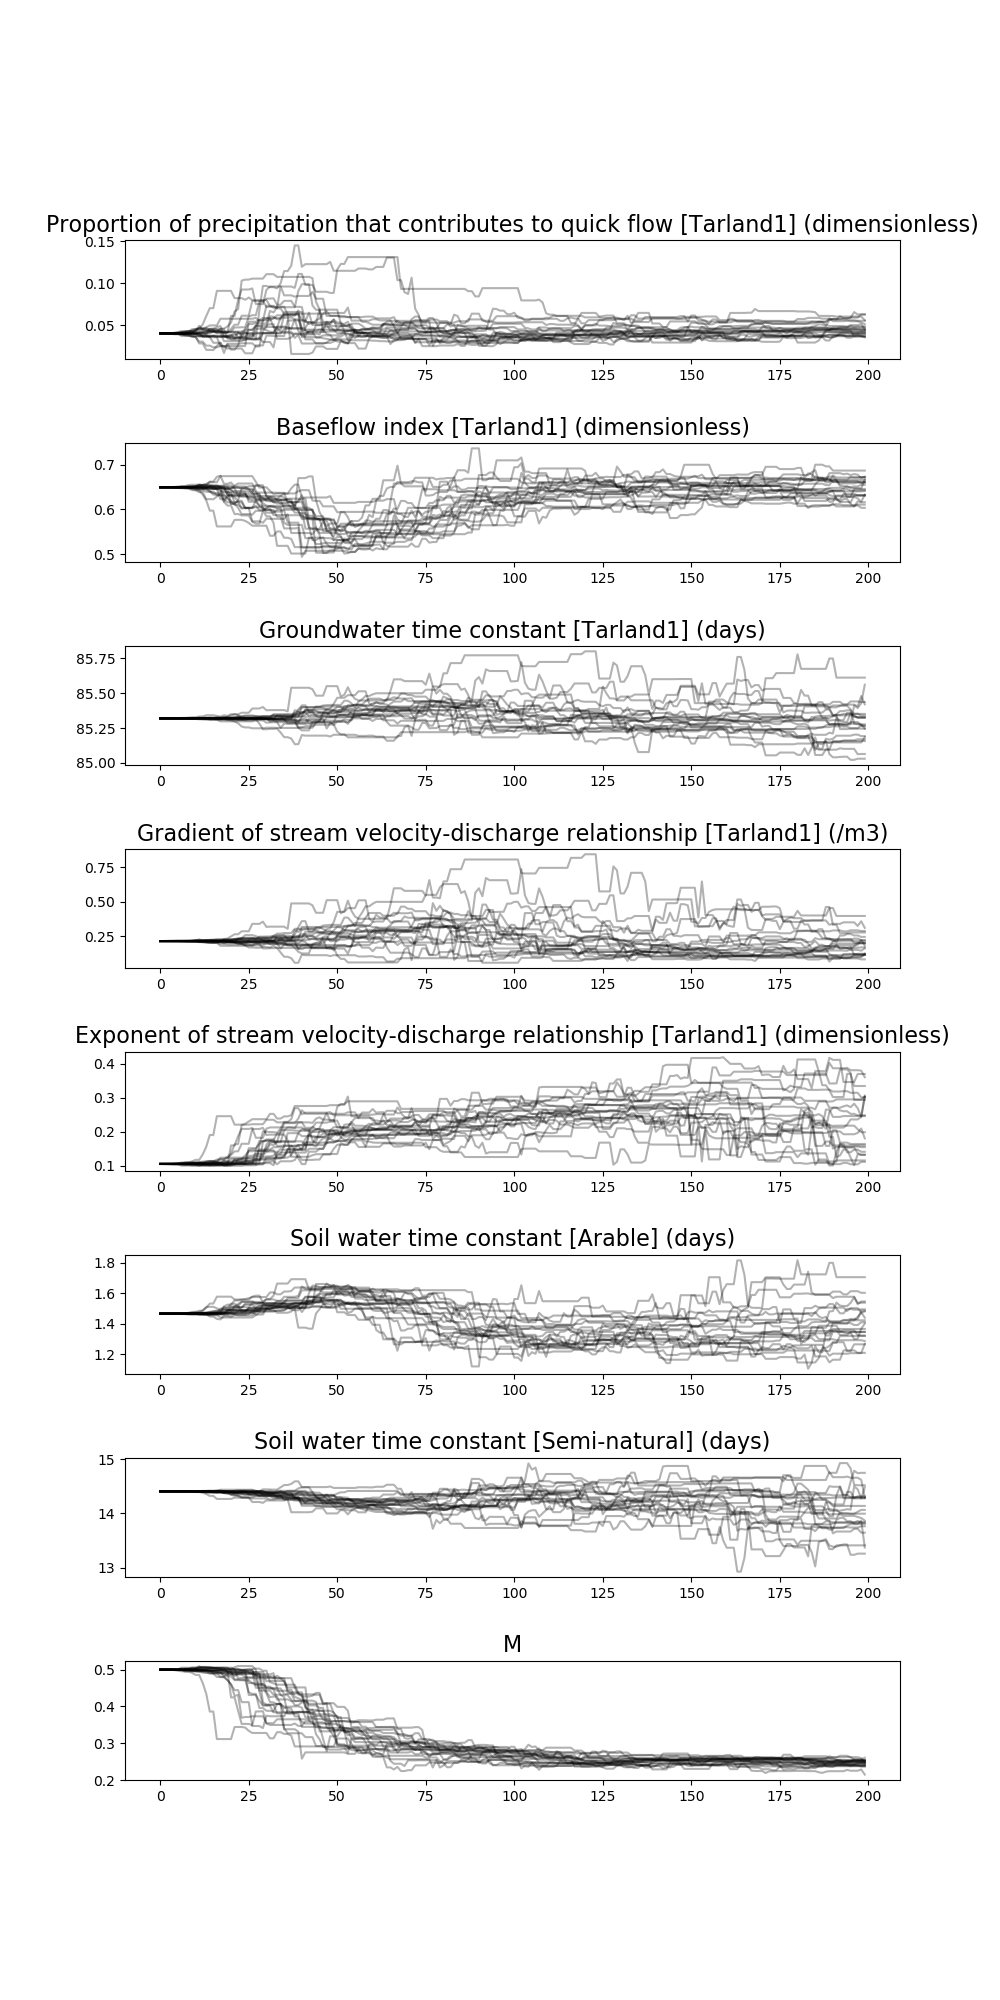 Proportion of precipitation that contributes to quick flow [Tarland1] (dimensionless)
0.15
0.10
0.05
0 25 50 75 100 125 150 175 200
Baseflow index [Tarland1] (dimensionless)
0.7
0.6
0.5
0 25 50 75 100 125 150 175 200
Groundwater time constant [Tarland1] (days)
85.75
85.50
85.25
85.00
0 25 50 75 100 125 150 175 200
Gradient of stream velocity-discharge relationship [Tarland1] (/m3)
0.75
0.50
0.25
0 25 50 75 100 125 150 175 200
Exponent of stream velocity-discharge relationship [Tarland1] (dimensionless)
0.4
0.3
0.2
0.1
0 25 50 75 100 125 150 175 200
Soil water time constant [Arable] (days)
1.8
1.6
1.4
1.2
0 25 50 75 100 125 150 175 200
Soil water time constant [Semi-natural] (days)
15
14
13
0 25 50 75 100 125 150 175 200
M
0.5
0.4
0.3
0.2
0 25 50 75 100 125 150 175 200